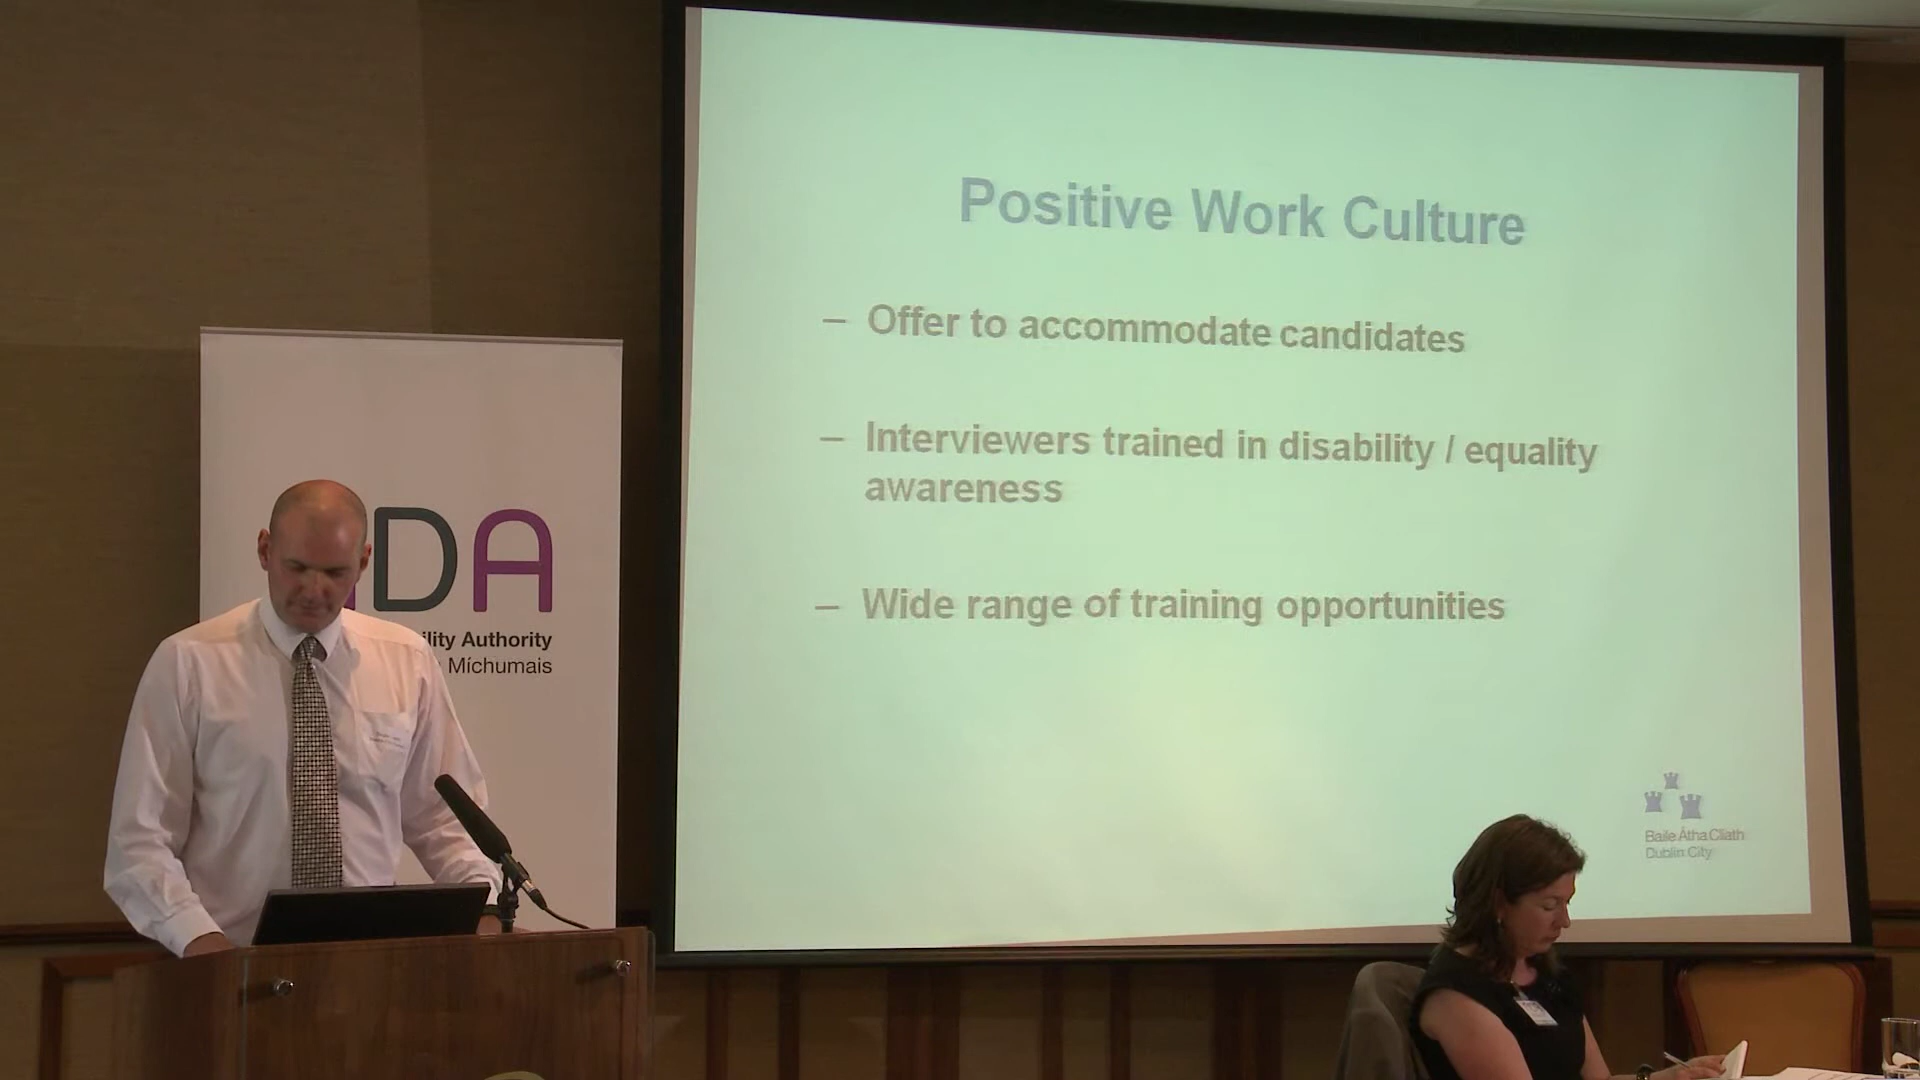 Positive Work Culture
– Offer to accommodate candidates
– Interviewers trained in disability / equality
awareness
– Wide range of training opportunities
Baile Átha Cliath
Dublin City
DA
ility Authority
Míchumais